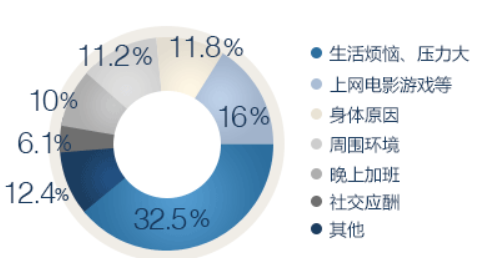 11.2%
11.8%
10%
16%
6.1%
12.4%
32.5%
生活烦恼、压力大
上网电影游戏等
身体原因
周围环境
晚上加班
社交应酬
其他